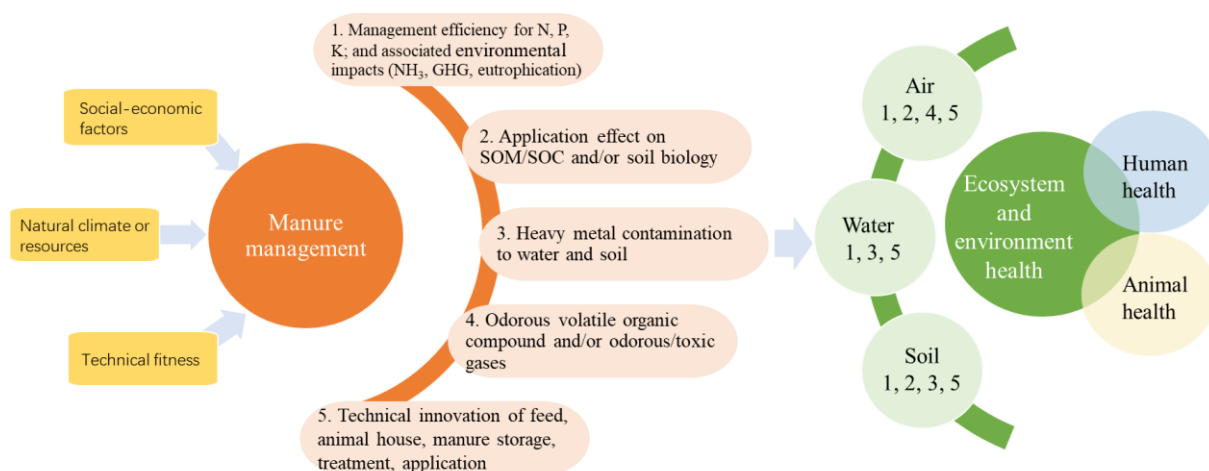 Social-economic
factors
Natural climate or
resources
Technical fitness
Manure
management
1. Management efficiency for N, P,
K; and associated environmental
impacts (NH₃, GHG, eutrophication)
2. Application effect on
SOM/SOC and/or soil biology
3. Heavy metal contamination
to water and soil
4. Odorous volatile organic
compound and/or odorous/toxic
gases
5. Technical innovation of feed,
animal house, manure storage,
treatment, application
Air
1, 2, 4, 5
Water
1, 3, 5
Soil
1, 2, 3, 5
Ecosystem
and
environment
health
Human
health
Animal
health